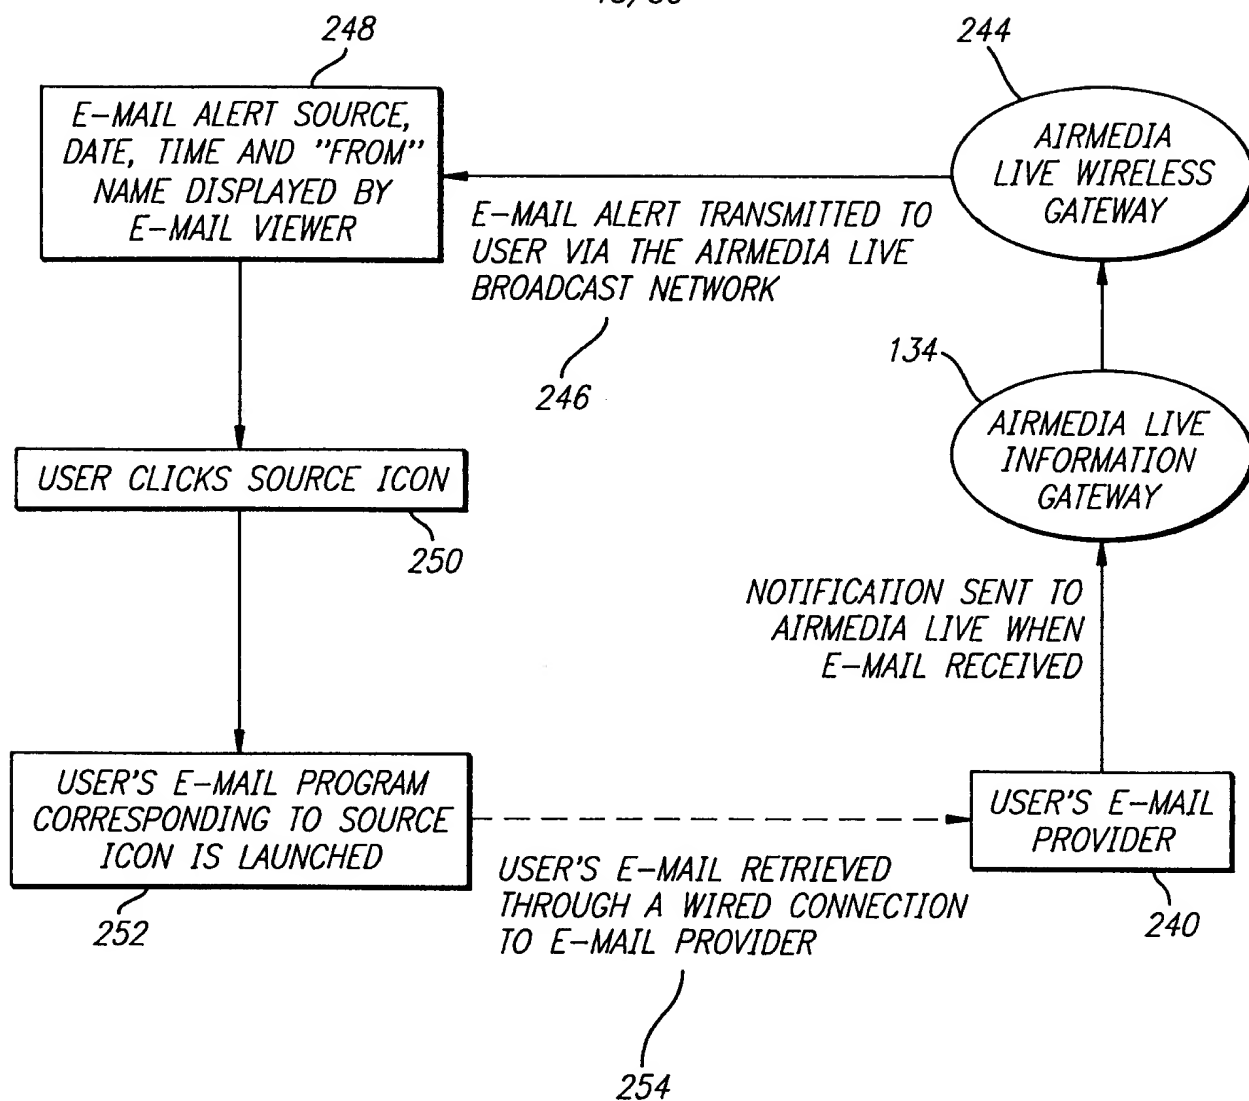 248
244
E-MAIL ALERT SOURCE,
DATE, TIME AND "FROM"
NAME DISPLAYED BY
E-MAIL VIEWER
AIRMEDIA
LIVE WIRELESS
GATEWAY
E-MAIL ALERT TRANSMITTED TO
USER VIA THE AIRMEDIA LIVE
BROADCAST NETWORK
246
134
AIRMEDIA LIVE
INFORMATION
GATEWAY
USER CLICKS SOURCE ICON
250
NOTIFICATION SENT TO
AIRMEDIA LIVE WHEN
E-MAIL RECEIVED
USER'S E-MAIL PROGRAM
CORRESPONDING TO SOURCE
ICON IS LAUNCHED
252
USER'S E-MAIL
PROVIDER
240
USER'S E-MAIL RETRIEVED
THROUGH A WIRED CONNECTION
TO E-MAIL PROVIDER
254